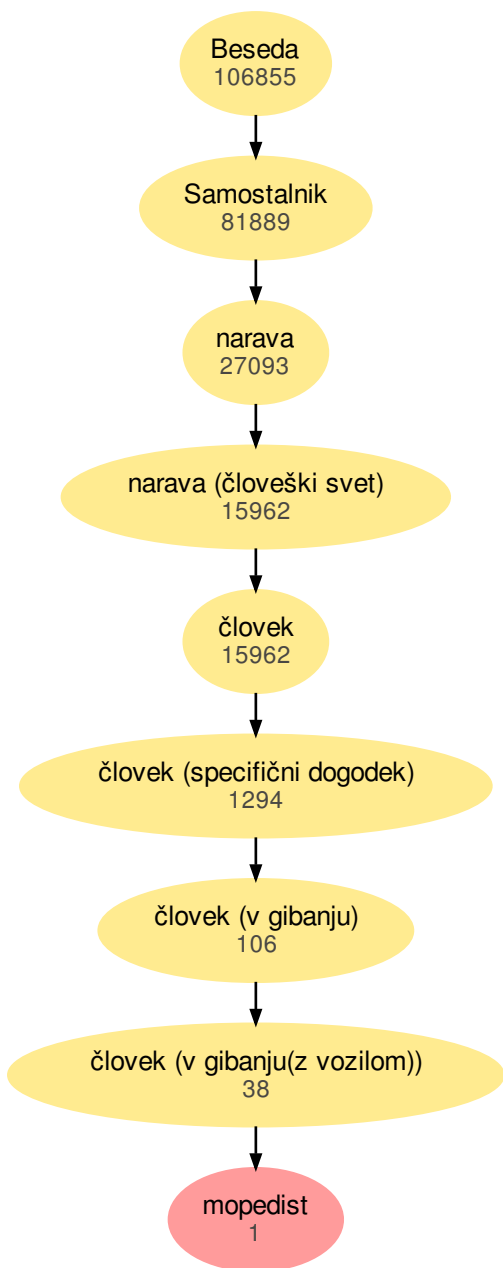 Beseda
106855
Samostalnik
81889
narava
27093
narava (človeški svet)
15962
človek
15962
človek (specifični dogodek)
1294
človek (v gibanju)
106
človek (v gibanju(z vozilom))
38
mopedist
1